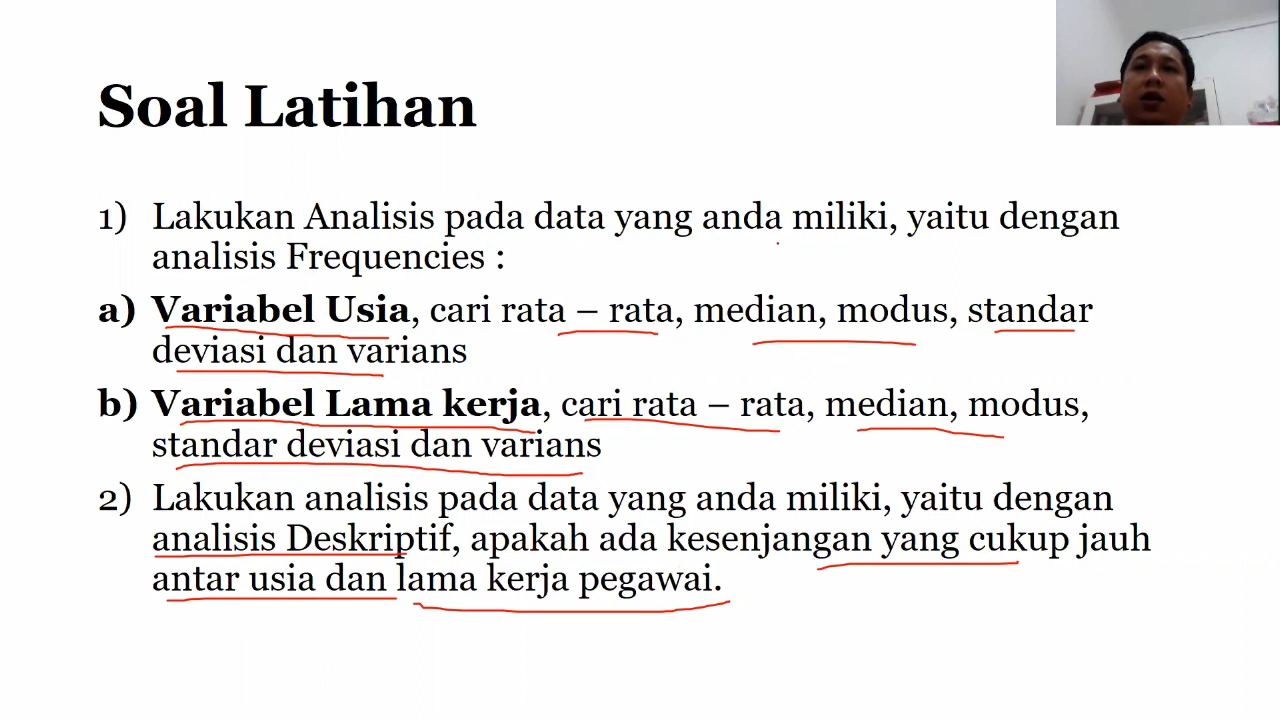 Soal Latihan
1) Lakukan Analisis pada data yang anda miliki, yaitu dengan
analisis Frequencies :
a) Variabel Usia, cari rata – rata, median, modus, standar
deviasi dan varians
b) Variabel Lama kerja, cari rata – rata, median, modus,
standar deviasi dan varians
2) Lakukan analisis pada data yang anda miliki, yaitu dengan
analisis Deskriptif, apakah ada kesenjangan yang cukup jauh
antar usia dan lama kerja pegawai.